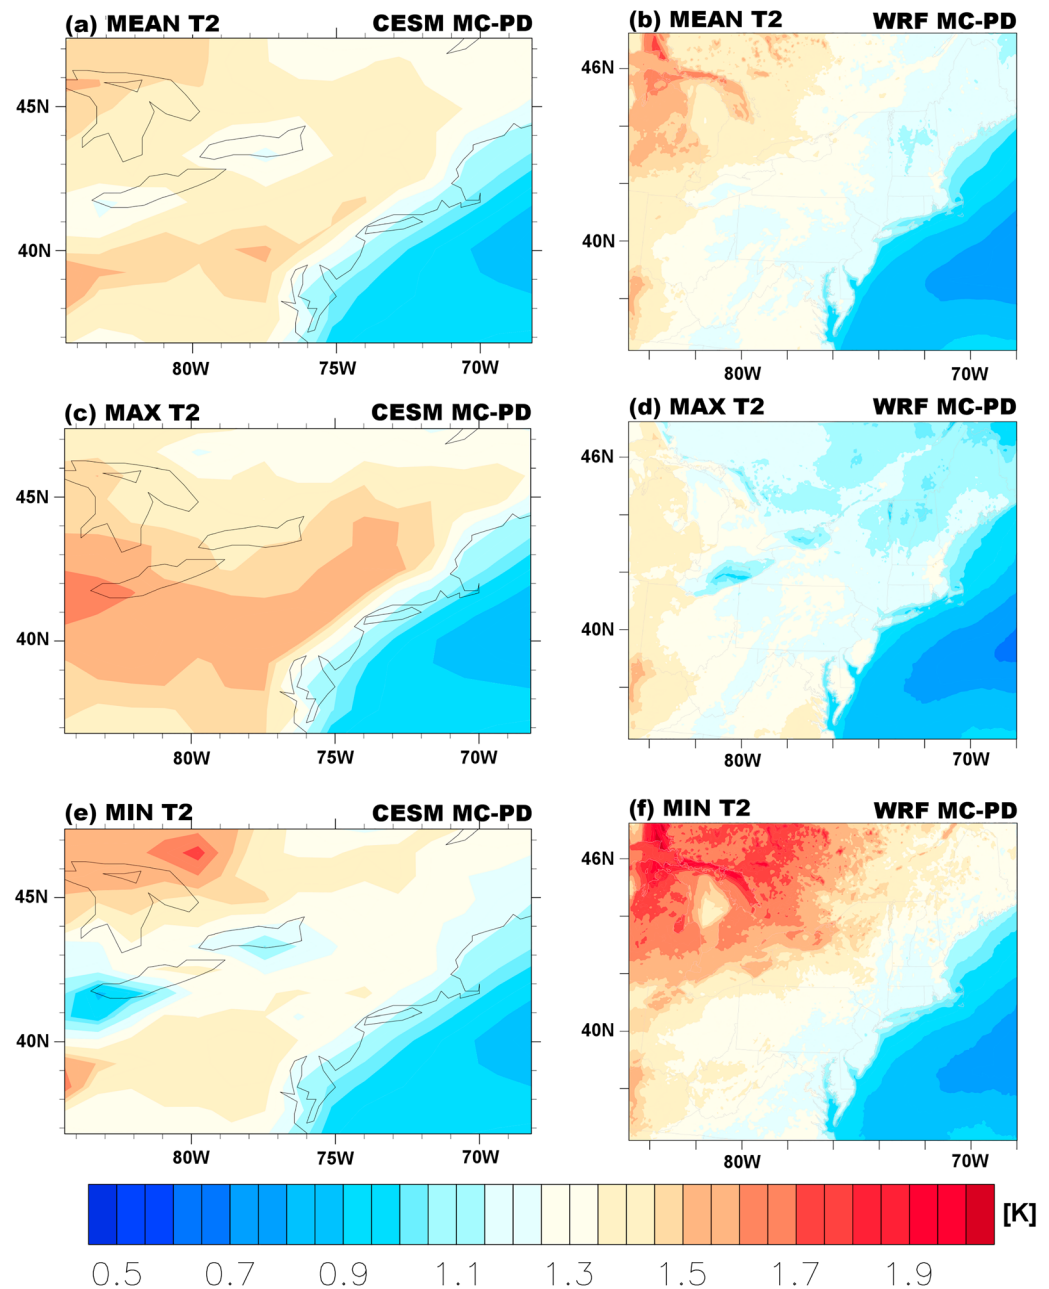 (a) MEAN T2 CESM MC-PD
45N
40N
80W 75W 70W
(b) MEAN T2 WRF MC-PD
46N
40N
80W 70W
(c) MAX T2 CESM MC-PD
45N
40N
80W 75W 70W
(d) MAX T2 WRF MC-PD
46N
40N
80W 70W
(e) MIN T2 CESM MC-PD
45N
40N
80W 75W 70W
(f) MIN T2 WRF MC-PD
46N
40N
80W 70W
[K]
0.5 0.7 0.9 1.1 1.3 1.5 1.7 1.9